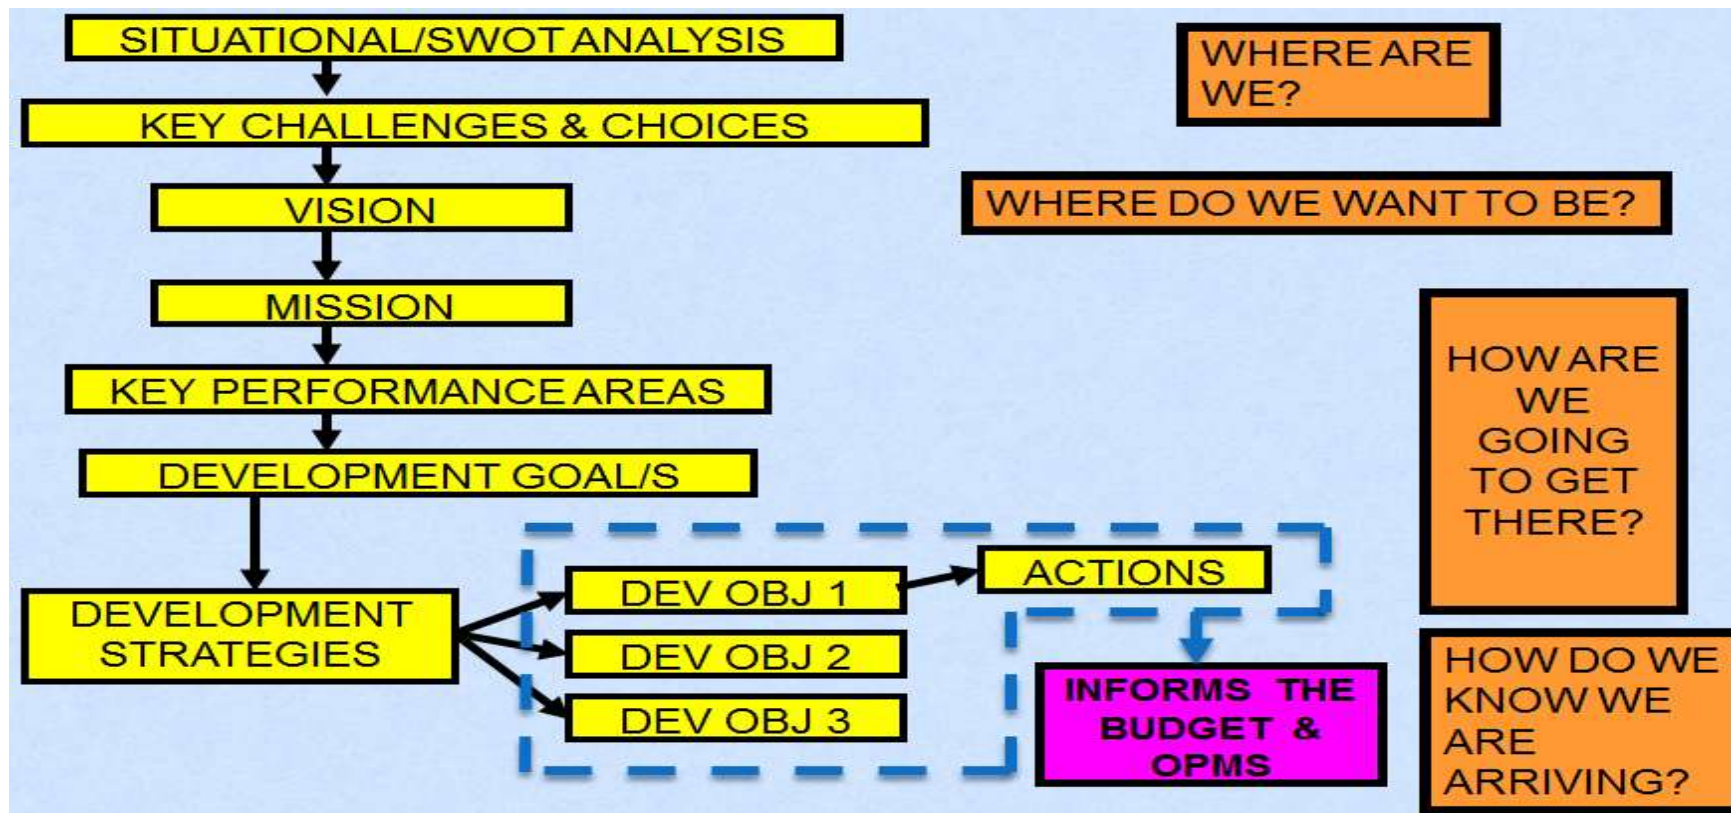 SITUATIONAL/SWOT ANALYSIS
WHERE ARE
WE?
KEY CHALLENGES & CHOICES
VISION
WHERE DO WE WANT TO BE?
MISSION
KEY PERFORMANCE AREAS
DEVELOPMENT GOAL/S
HOW ARE
WE
GOING
TO GET
THERE?
DEVELOPMENT
STRATEGIES
DEV OBJ 1
ACTIONS
DEV OBJ 2
DEV OBJ 3
INFORMS THE
BUDGET &
OPMS
HOW DO WE
KNOW WE
ARE
ARRIVING?